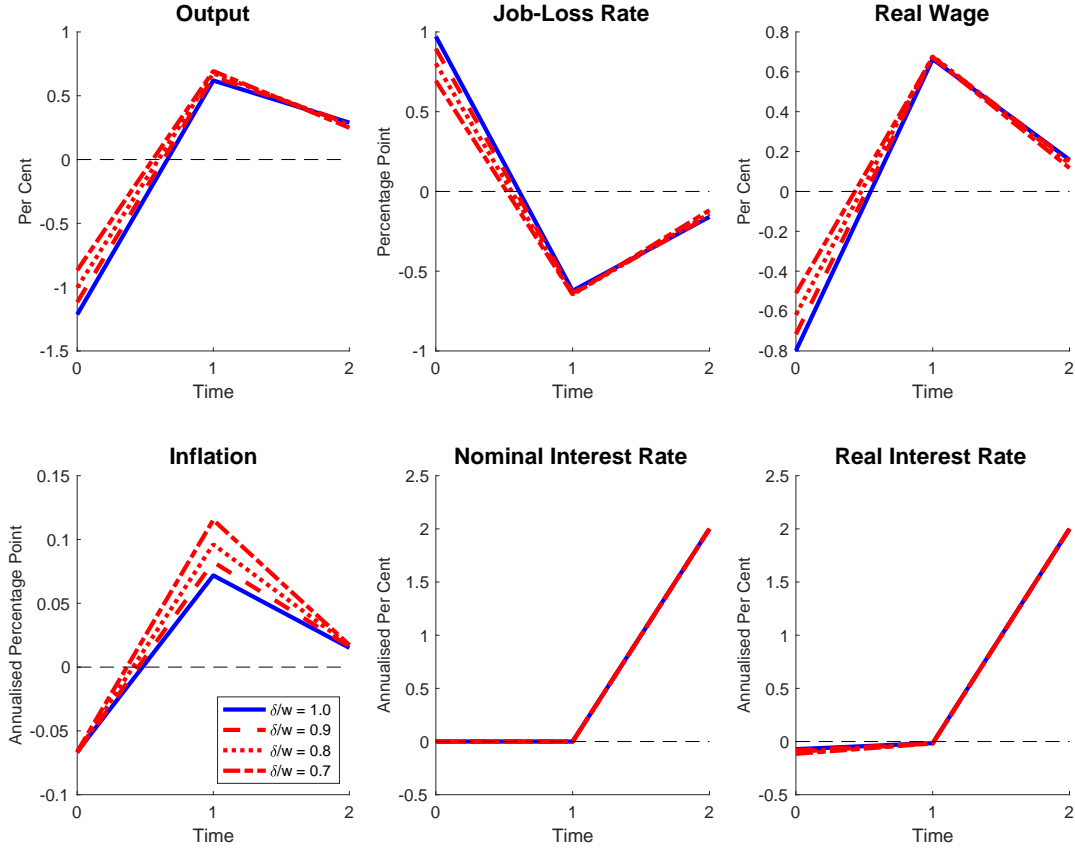 Output
Per Cent
1
0.5
0
-0.5
-1
-1.5
0
1
2
Time
Job-Loss Rate
Percentage Point
1
0.5
0
-0.5
-1
0
1
2
Time
Real Wage
Per Cent
0.8
0.6
0.4
0.2
0
-0.2
-0.4
-0.6
-0.8
0
1
2
Time
Inflation
Annualised Percentage Point
0.15
0.1
0.05
0
-0.05
-0.1
0
1
2
Time
δ/w = 1.0
δ/w = 0.9
δ/w = 0.8
δ/w = 0.7
Nominal Interest Rate
Annualised Per Cent
2.5
2
1.5
1
0.5
0
-0.5
0
1
2
Time
Real Interest Rate
Annualised Per Cent
2.5
2
1.5
1
0.5
0
-0.5
0
1
2
Time